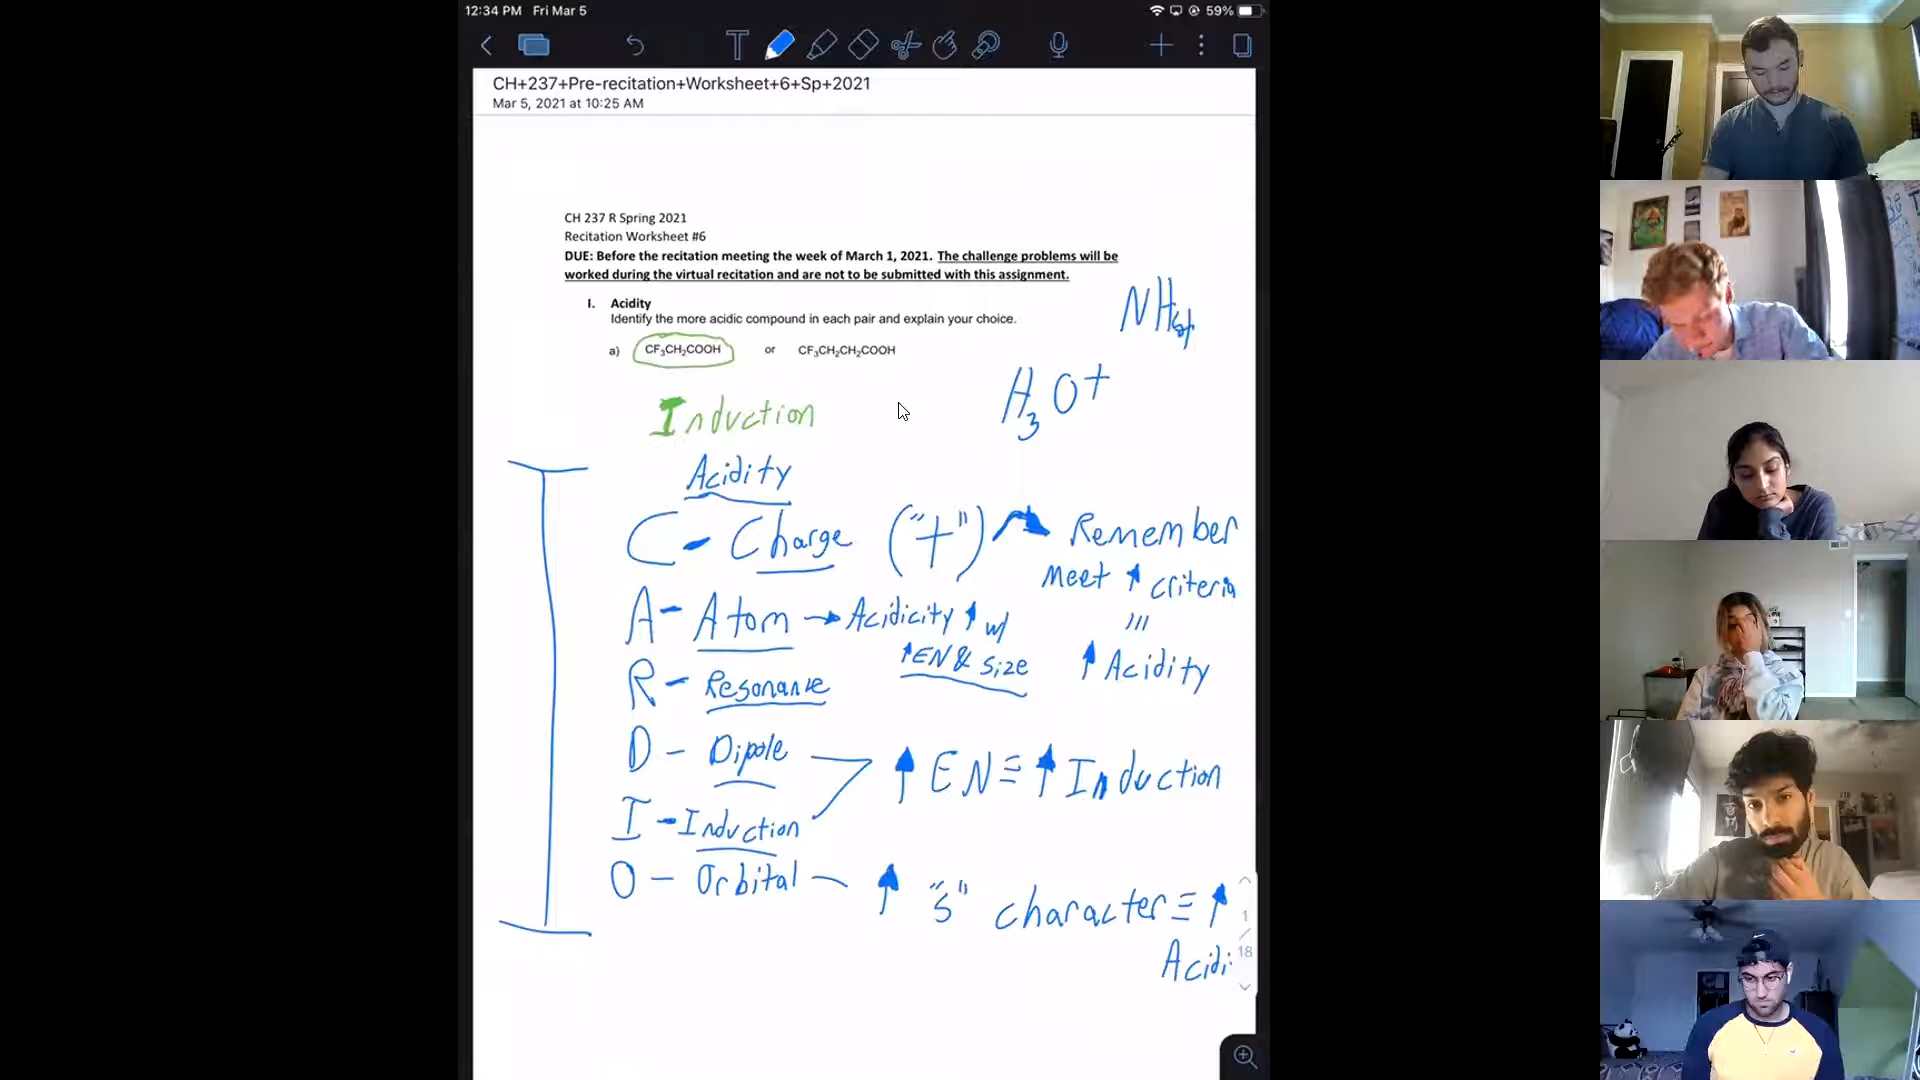 12:34 PM Fri Mar 5
59%
CH+237+Pre-recitation+Worksheet+6+Sp+2021
Mar 5, 2021 at 10:25 AM
CH 237 R Spring 2021
Recitation Worksheet #6
DUE: Before the recitation meeting the week of March 1, 2021. The challenge problems will be
worked during the virtual recitation and are not to be submitted with this assignment.
I. Acidity
Identify the more acidic compound in each pair and explain your choice.
a) CF₃CH₂COOH or CF₃CH₂CH₂COOH
H₃O+
Induction
Acidity
C - Charge ("+") Remember
Meet ↑ criteria
A - Atom → Acidicity ↑ w/
↑EN & Size
↑ Acidity
R - Resonance
D - Dipole
↑ EN ≡ ↑ Induction
I - Induction
O - Orbital - ↑ "S" character ≡ ↑
Acidi
1
/
18